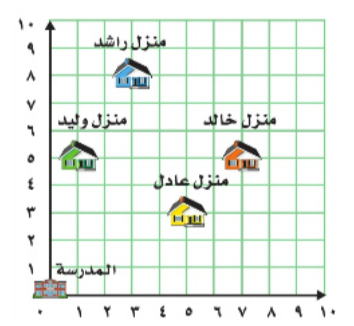 ١٠
٩
منزل راشد
٨
٧
٦
منزل وليد
منزل خالد
٥
منزل عادل
٤
٣
٢
١
المدرسة
٠ ١ ٢ ٣ ٤ ٥ ٦ ٧ ٨ ٩ ١٠